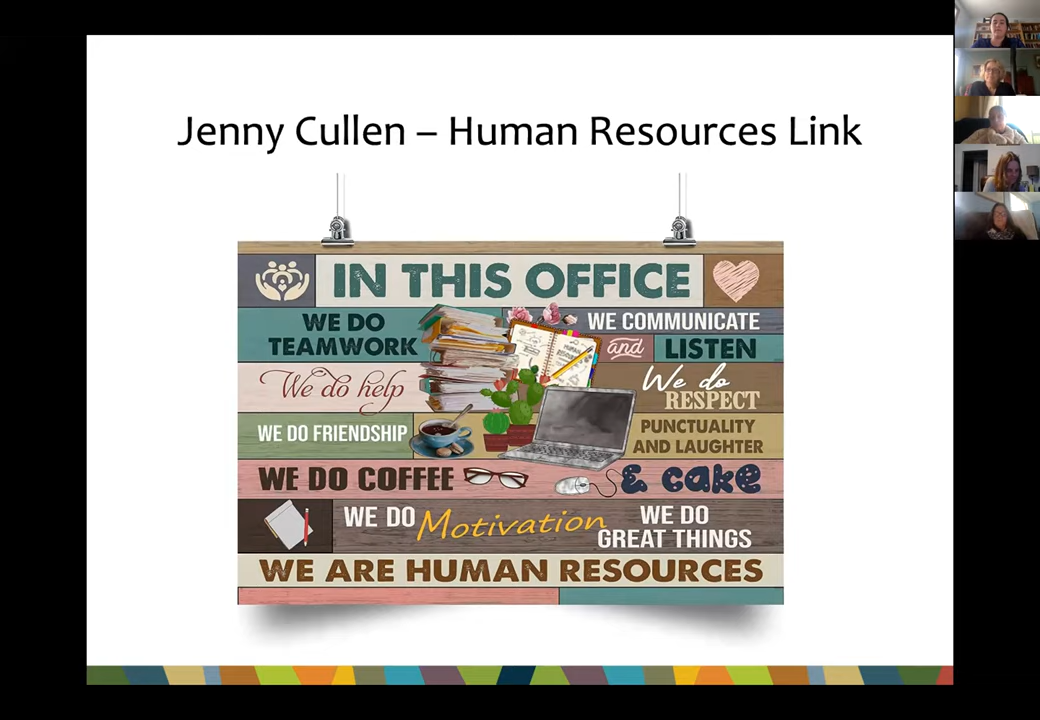 Jenny Cullen – Human Resources Link
IN THIS OFFICE
WE DO
TEAMWORK
WE COMMUNICATE
and LISTEN
We do help
We do
RESPECT
WE DO FRIENDSHIP
PUNCTUALITY
AND LAUGHTER
WE DO COFFEE
& cake
WE DO Motivation
WE DO
GREAT THINGS
WE ARE HUMAN RESOURCES